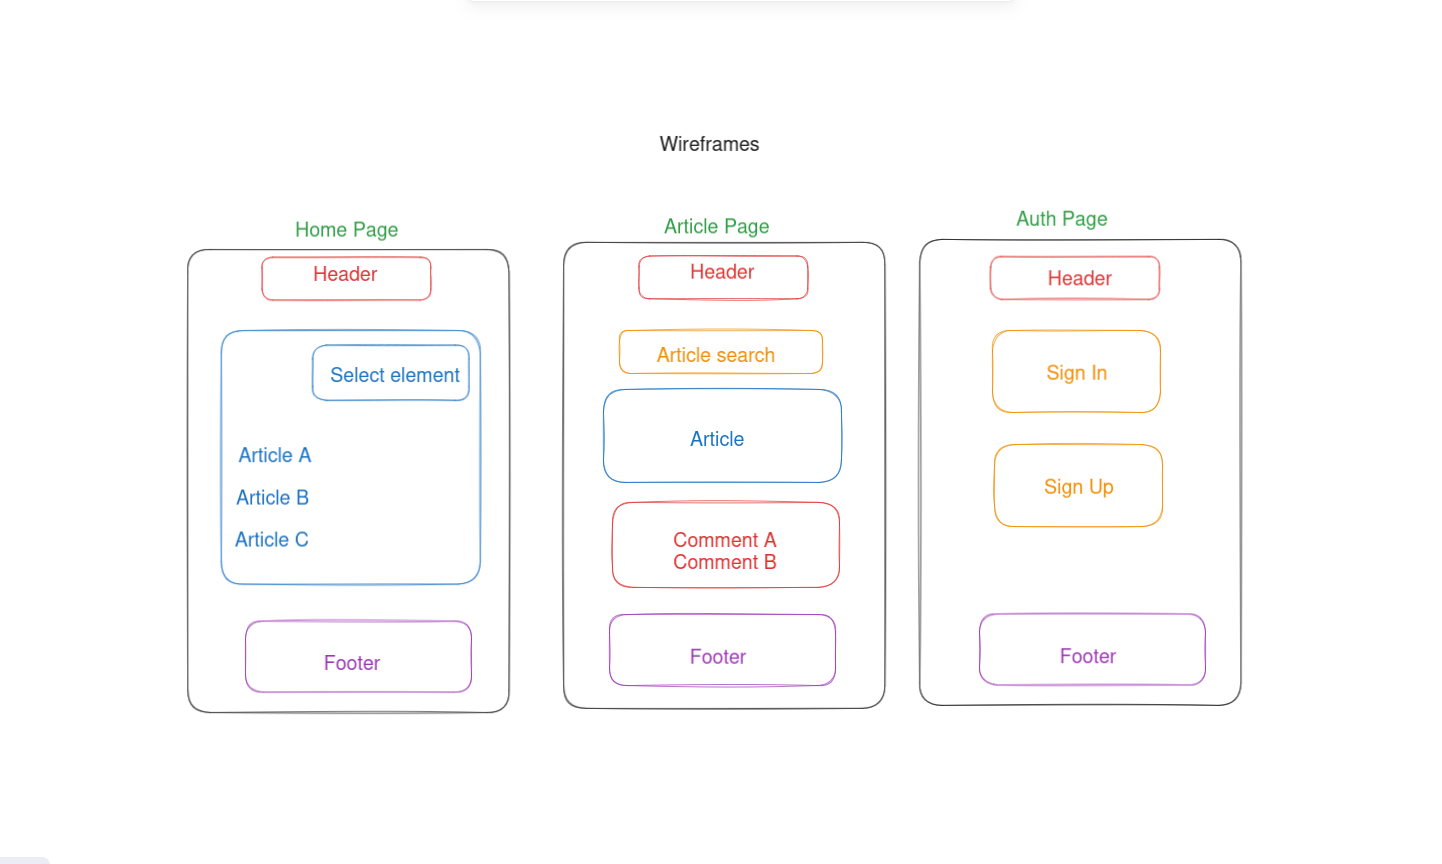 Wireframes
Home Page
Header
Select element
Article A
Article B
Article C
Footer
Article Page
Header
Article search
Article
Comment A
Comment B
Footer
Auth Page
Header
Sign In
Sign Up
Footer